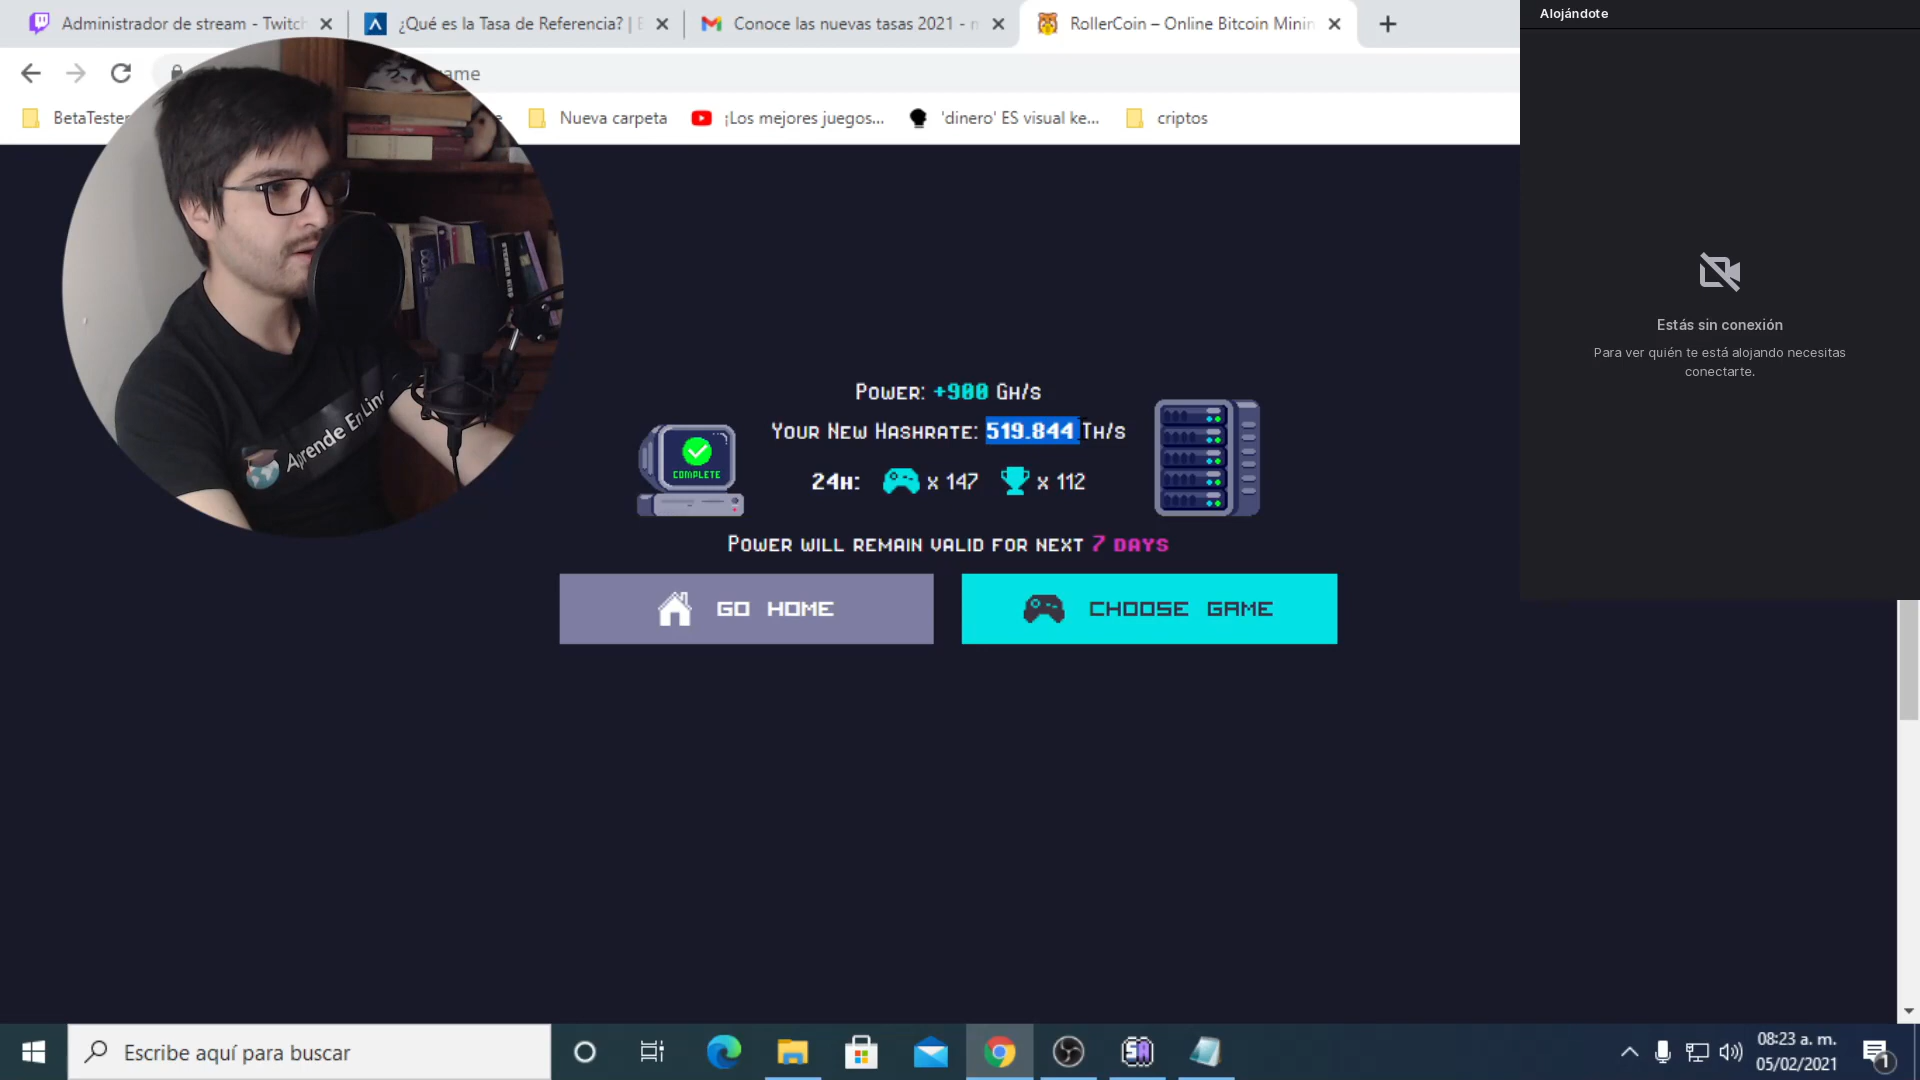 Administrador de stream - Twitch
¿Qué es la Tasa de Referencia? |
Conoce las nuevas tasas 2021 -
RollerCoin – Online Bitcoin Minin
Alojándote
ame
BetaTester
Nueva carpeta
¡Los mejores juegos...
'dinero' ES visual ke...
criptos
Aprende En Line
Estás sin conexión
Para ver quién te está alojando necesitas
conectarte.
POWER: +900 GH/S
YOUR NEW HASHRATE: 519.844 TH/S
COMPLETE
24H: x 147 x 112
POWER WILL REMAIN VALID FOR NEXT 7 DAYS
GO HOME
CHOOSE GAME
Escribe aquí para buscar
08:23 a. m.
05/02/2021
1